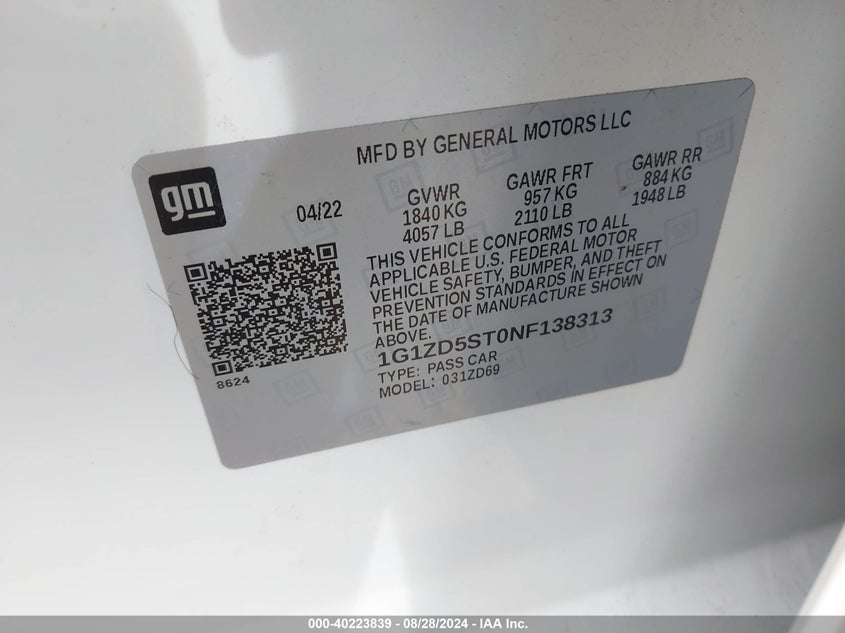 MFD BY GENERAL MOTORS LLC
gm
04/22
GVWR
1840 KG
4057 LB
GAWR FRT
957 KG
2110 LB
GAWR RR
884 KG
1948 LB
THIS VEHICLE CONFORMS TO ALL
APPLICABLE U.S. FEDERAL MOTOR
VEHICLE SAFETY, BUMPER, AND THEFT
PREVENTION STANDARDS IN EFFECT ON
THE DATE OF MANUFACTURE SHOWN
ABOVE.
1G1ZD5ST0NF138313
TYPE: PASS CAR
MODEL: 031ZD69
8624
000-40223839 - 08/28/2024 - IAA Inc.